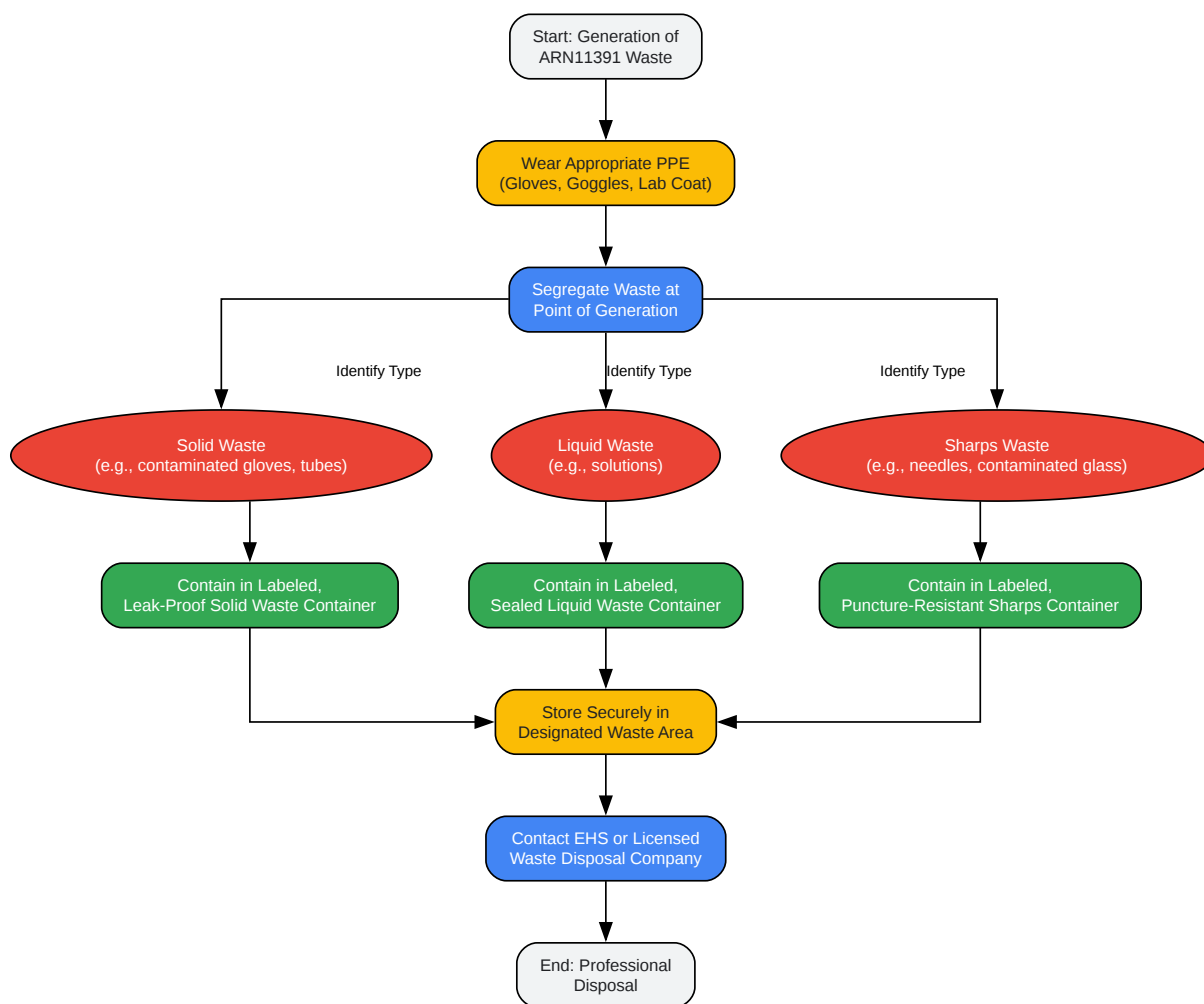 Start: Generation of
ARN11391 Waste
Wear Appropriate PPE
(Gloves, Goggles, Lab Coat)
Segregate Waste at
Point of Generation
Identify Type
Identify Type
Identify Type
Solid Waste
(e.g., contaminated gloves, tubes)
Liquid Waste
(e.g., solutions)
Sharps Waste
(e.g., needles, contaminated glass)
Contain in Labeled,
Leak-Proof Solid Waste Container
Contain in Labeled,
Sealed Liquid Waste Container
Contain in Labeled,
Puncture-Resistant Sharps Container
Store Securely in
Designated Waste Area
Contact EHS or Licensed
Waste Disposal Company
End: Professional
Disposal